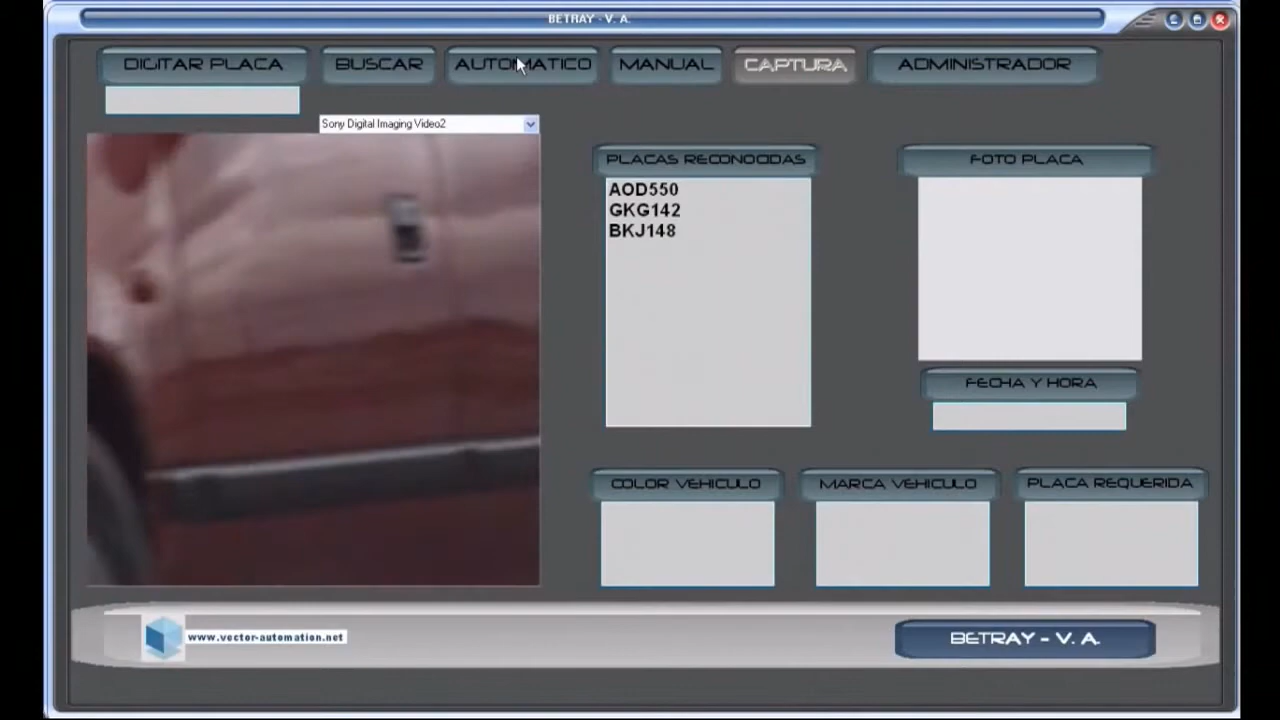 BETRAY - V. A.
DIGITAR PLACA
BUSCAR
AUTOMATICO
MANUAL
CAPTURA
ADMINISTRADOR
Sony Digital Imaging Video2
PLACAS RECONOCIDAS
AOD550
GKG142
BKJ148
FOTO PLACA
FECHA Y HORA
COLOR VEHICULO
MARCA VEHICULO
PLACA REQUERIDA
www.vector-automation.net
BETRAY - V. A.